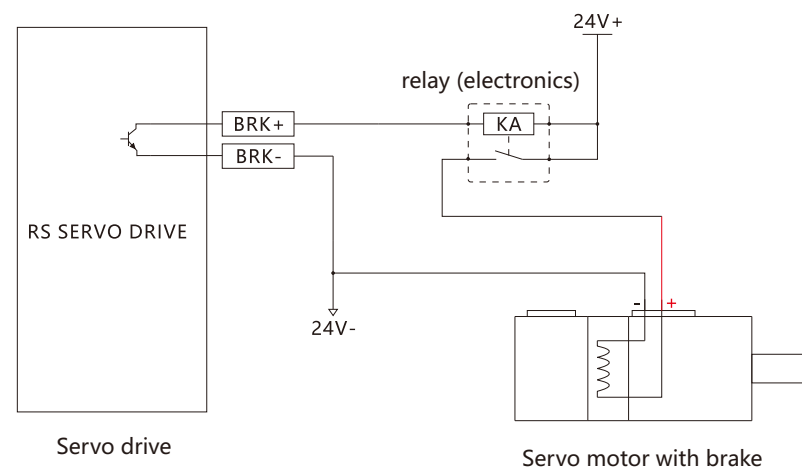 24V+
relay (electronics)
BRK+
KA
BRK-
RS SERVO DRIVE
- +
24V-
Servo drive
Servo motor with brake